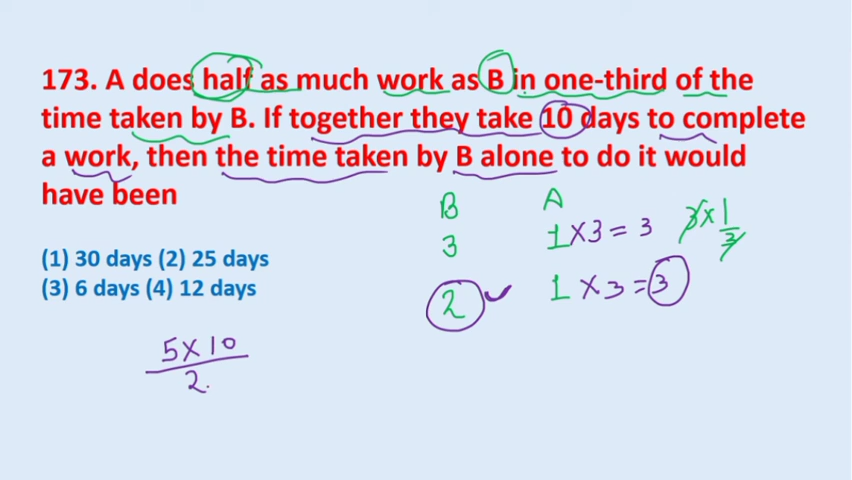 173. A does half as much work as B in one-third of the
time taken by B. If together they take 10 days to complete
a work, then the time taken by B alone to do it would
have been
B A
3 1×3=3 3×1/3
(1) 30 days (2) 25 days
(3) 6 days (4) 12 days
2 1×3=3
5×10
2